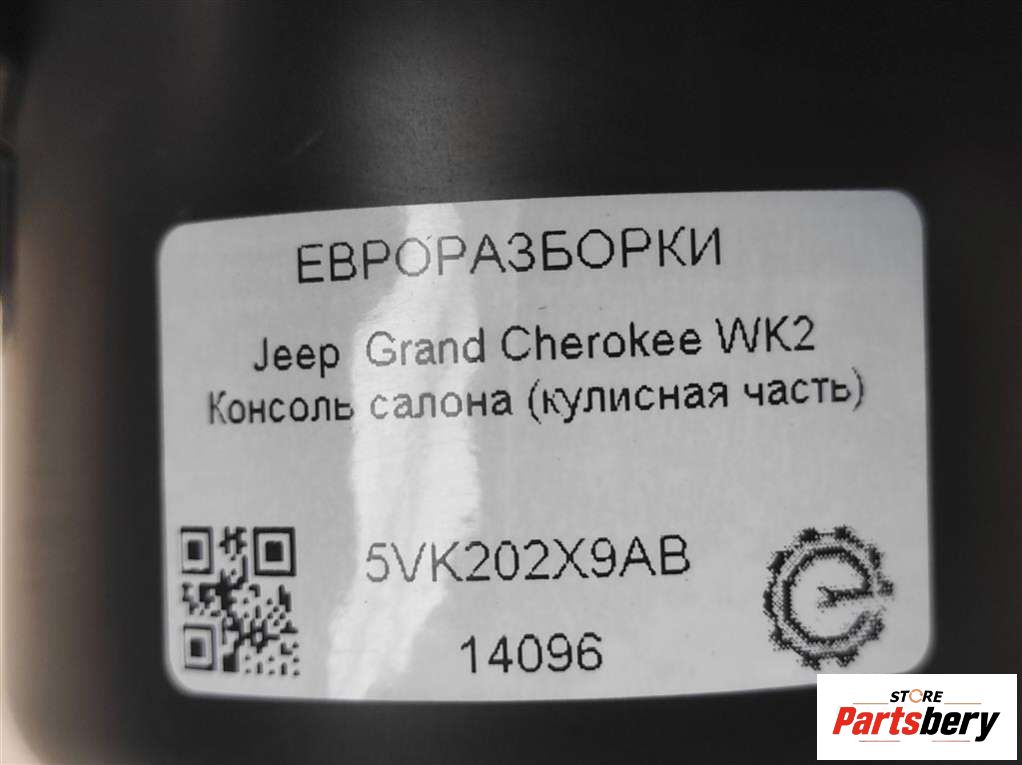 ЕВРОРАЗБОРКИ
Jeep Grand Cherokee WK2
Консоль салона (кулисная часть)
5VK202X9AB
14096
STORE
Partsbery